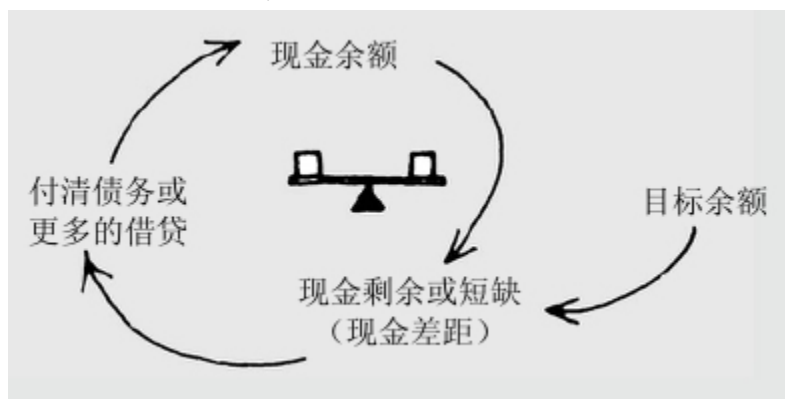 现金余额
付清债务或
更多的借贷
目标余额
现金剩余或短缺
（现金差距）